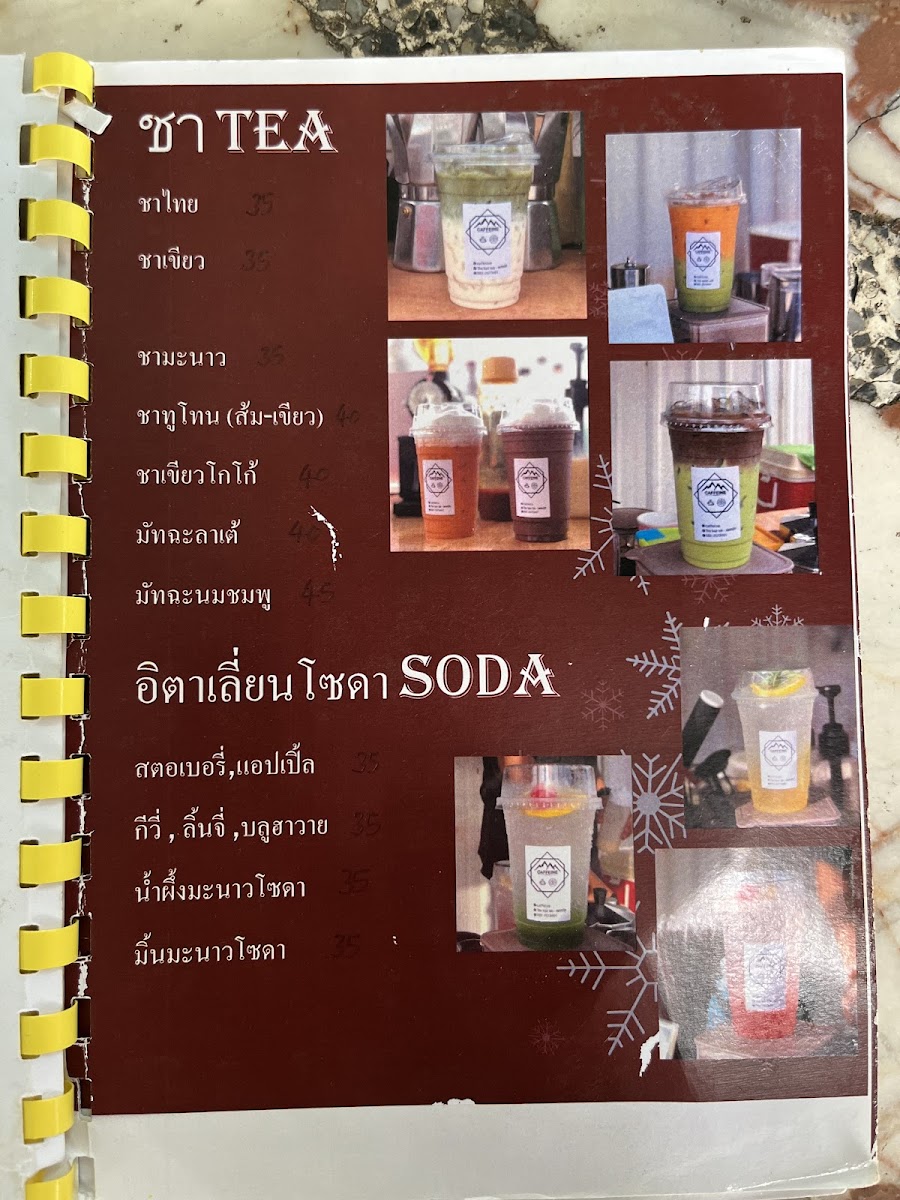 ชา TEA
ชาไทย 35
ชาเขียว 35
ชามะนาว 35
ชาทูโทน (ส้ม-เขียว) 40
ชาเขียวโกโก้ 40
มัทฉะลาเต้ 40
มัทฉะนมชมพู 45
อิตาเลี่ยนโซดา SODA
สตอเบอรี่,แอปเปิ้ล 35
กีวี่ , ลิ้นจี่ ,บลูฮาวาย 35
น้ำผึ้งมะนาวโซดา 35
มิ้นมะนาวโซดา 35
CAFFEINE
CAFFEINE
CAFFEINE
CAFFEINE